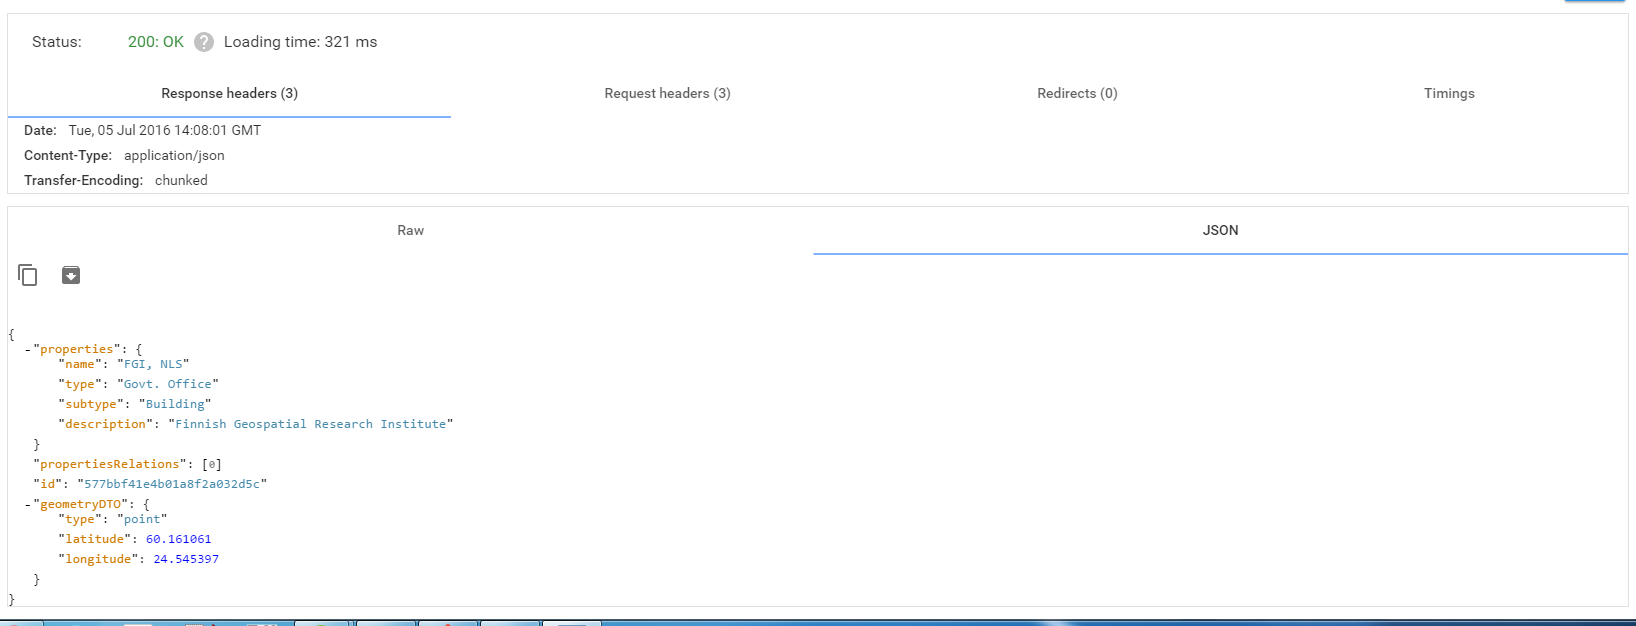 Status: 200: OK ? Loading time: 321 ms
Response headers (3) Request headers (3) Redirects (0) Timings
Date: Tue, 05 Jul 2016 14:08:01 GMT
Content-Type: application/json
Transfer-Encoding: chunked
Raw JSON
{
-"properties": {
"name": "FGI, NLS"
"type": "Govt. Office"
"subtype": "Building"
"description": "Finnish Geospatial Research Institute"
}
"propertiesRelations": [0]
"id": "577bbf41e4b01a8f2a032d5c"
-"geometryDTO": {
"type": "point"
"latitude": 60.161061
"longitude": 24.545397
}
}